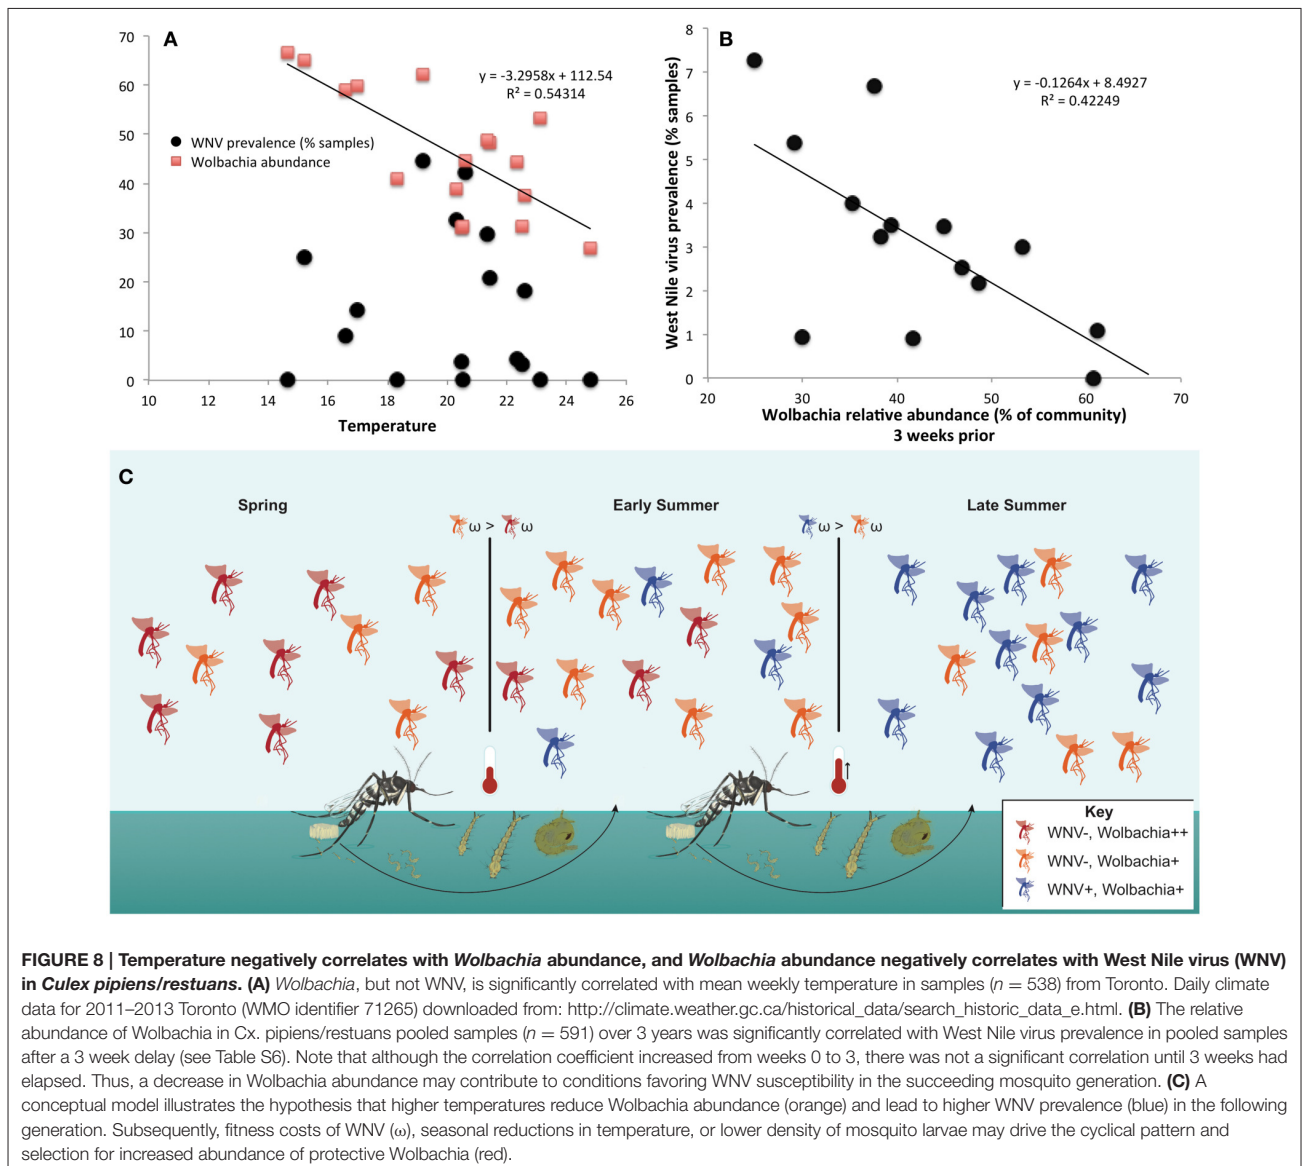 A
70
60
50
40
30
20
10
0
10 12 14 16 18 20 22 24 26
Temperature
y = -3.2958x + 112.54
R² = 0.54314
WNV prevalence (% samples)
Wolbachia abundance
B
8
7
6
5
4
3
2
1
0
20 30 40 50 60 70
West Nile virus prevalence (% samples)
Wolbachia relative abundance (% of community)
3 weeks prior
y = -0.1264x + 8.4927
R² = 0.42249
C
Spring
Early Summer
Late Summer
ω > ω
ω > ω
Key
WNV-, Wolbachia++
WNV-, Wolbachia+
WNV+, Wolbachia+
FIGURE 8 | Temperature negatively correlates with Wolbachia abundance, and Wolbachia abundance negatively correlates with West Nile virus (WNV)
in Culex pipiens/restuans. (A) Wolbachia, but not WNV, is significantly correlated with mean weekly temperature in samples (n = 538) from Toronto. Daily climate
data for 2011–2013 Toronto (WMO identifier 71265) downloaded from: http://climate.weather.gc.ca/historical_data/search_historic_data_e.html. (B) The relative
abundance of Wolbachia in Cx. pipiens/restuans pooled samples (n = 591) over 3 years was significantly correlated with West Nile virus prevalence in pooled samples
after a 3 week delay (see Table S6). Note that although the correlation coefficient increased from weeks 0 to 3, there was not a significant correlation until 3 weeks had
elapsed. Thus, a decrease in Wolbachia abundance may contribute to conditions favoring WNV susceptibility in the succeeding mosquito generation. (C) A
conceptual model illustrates the hypothesis that higher temperatures reduce Wolbachia abundance (orange) and lead to higher WNV prevalence (blue) in the following
generation. Subsequently, fitness costs of WNV (ω), seasonal reductions in temperature, or lower density of mosquito larvae may drive the cyclical pattern and
selection for increased abundance of protective Wolbachia (red).